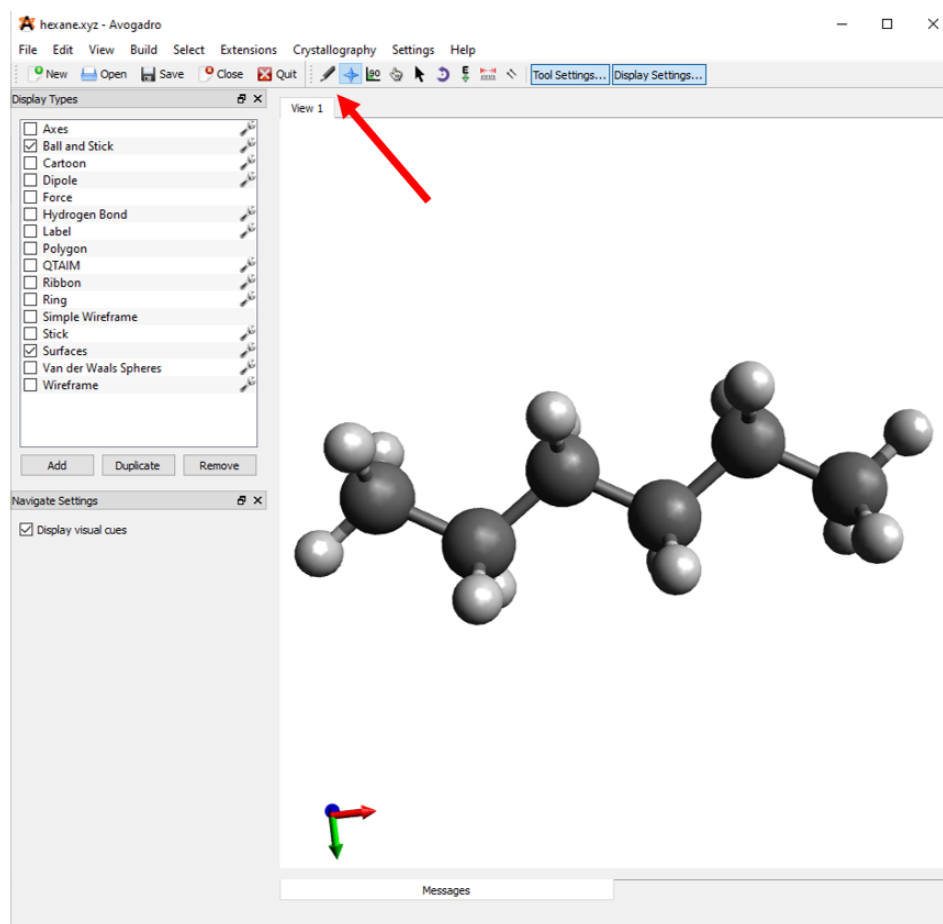 hexane.xyz - Avogadro
File Edit View Build Select Extensions Crystallography Settings Help
New Open Save Close Quit Tool Settings... Display Settings...
Display Types
View 1
Axes
Ball and Stick
Cartoon
Dipole
Force
Hydrogen Bond
Label
Polygon
QTAIM
Ribbon
Ring
Simple Wireframe
Stick
Surfaces
Van der Waals Spheres
Wireframe
Add Duplicate Remove
Navigate Settings
Display visual cues
Messages